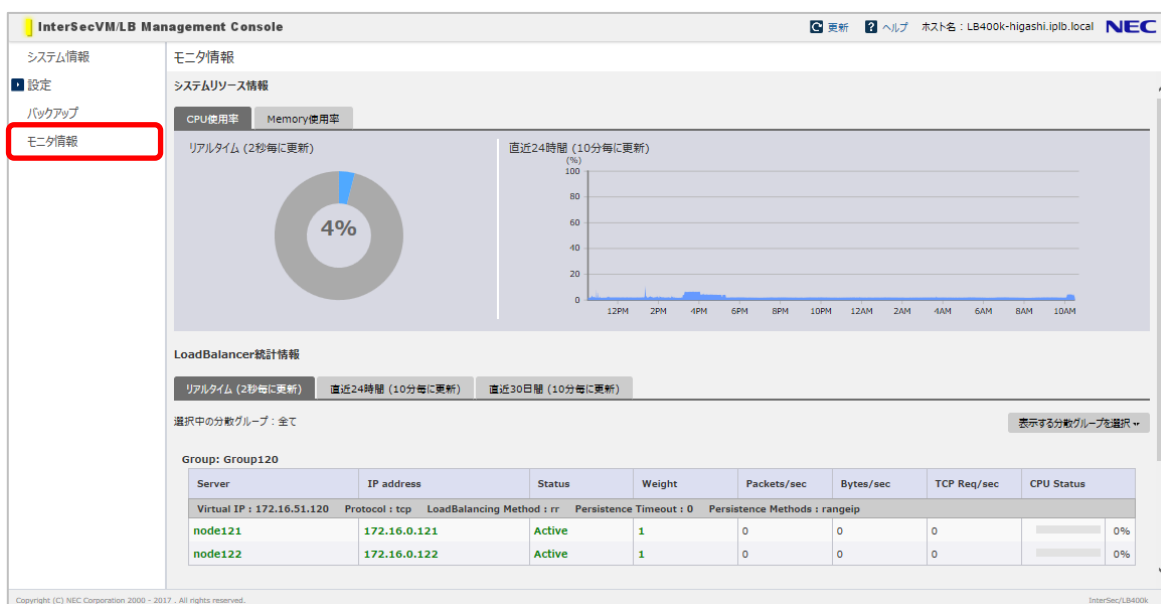 InterSecVM/LB Management Console
更新 ? ヘルプ ホスト名 : LB400k-higashi.iplb.local NEC
システム情報
設定
バックアップ
モニタ情報
モニタ情報
システムリソース情報
CPU使用率 Memory使用率
リアルタイム (2秒毎に更新)
4%
直近24時間 (10分毎に更新)
(%)
100
80
60
40
20
0
12PM 2PM 4PM 6PM 8PM 10PM 12AM 2AM 4AM 6AM 8AM 10AM
LoadBalancer統計情報
リアルタイム (2秒毎に更新) 直近24時間 (10分毎に更新) 直近30日間 (10分毎に更新)
選択中の分散グループ : 全て
表示する分散グループを選択
Group: Group120
Server IP address Status Weight Packets/sec Bytes/sec TCP Req/sec CPU Status
Virtual IP : 172.16.51.120 Protocol : tcp LoadBalancing Method : rr Persistence Timeout : 0 Persistence Methods : rangeip
node121 172.16.0.121 Active 1 0 0 0 0%
node122 172.16.0.122 Active 1 0 0 0 0%
Copyright (C) NEC Corporation 2000 - 2017 . All rights reserved.
InterSec/LB400k